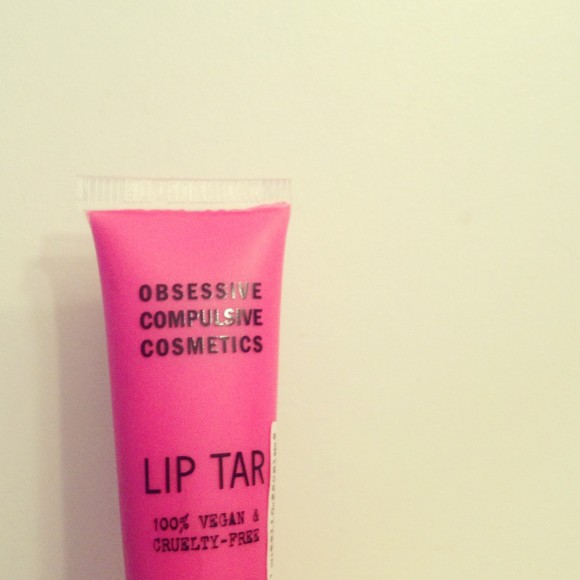 OBSESSIVE
COMPULSIVE
COSMETICS
LIP TAR
100% VEGAN &
CRUELTY-FREE